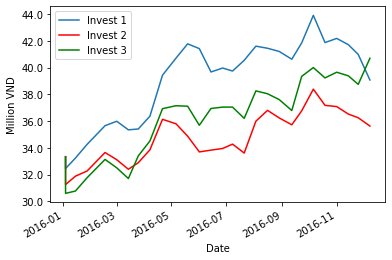 Invest 1
Invest 2
Invest 3
44.0
42.0
40.0
38.0
36.0
34.0
32.0
30.0
Million VND
2016-01
2016-03
2016-05
2016-07
2016-09
2016-11
Date